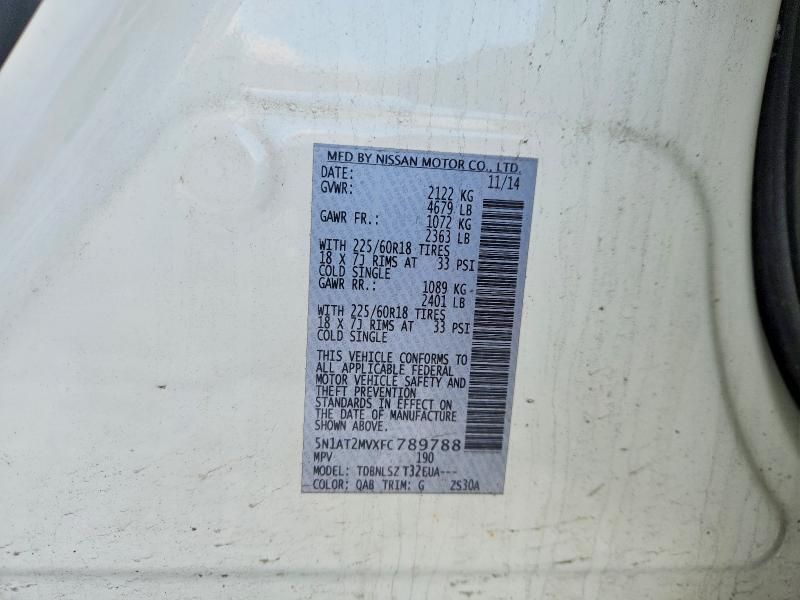 MFD BY NISSAN MOTOR CO., LTD.
DATE: 11/14
GVWR: 2122 KG
4679 LB
GAWR FR.: 1072 KG
2363 LB
WITH 225/60R18 TIRES
18 X 7J RIMS AT 33 PSI
COLD SINGLE
GAWR RR.: 1089 KG
2401 LB
WITH 225/60R18 TIRES
18 X 7J RIMS AT 33 PSI
COLD SINGLE
THIS VEHICLE CONFORMS TO
ALL APPLICABLE FEDERAL
MOTOR VEHICLE SAFETY AND
THEFT PREVENTION
STANDARDS IN EFFECT ON
THE DATE OF MANUFACTURE
SHOWN ABOVE.
5N1AT2MVXFC789788
MPV 190
MODEL: TDBNLSZ T32EUA---
COLOR: QAB TRIM: G 2S30A